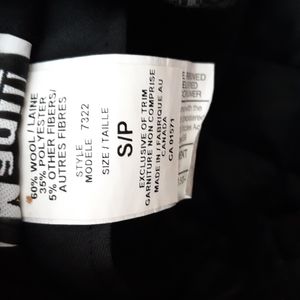 60% WOOL / LAINE
35% POLYESTER
5% OTHER FIBERS/
AUTRES FIBRES
STYLE
MODELE 7322
SIZE / TAILLE
S/P
EXCLUSIVE OF TRIM
GARNITURE NON COMPRISE
MADE IN / FABRIQUE AU
CANADA
CA 01571